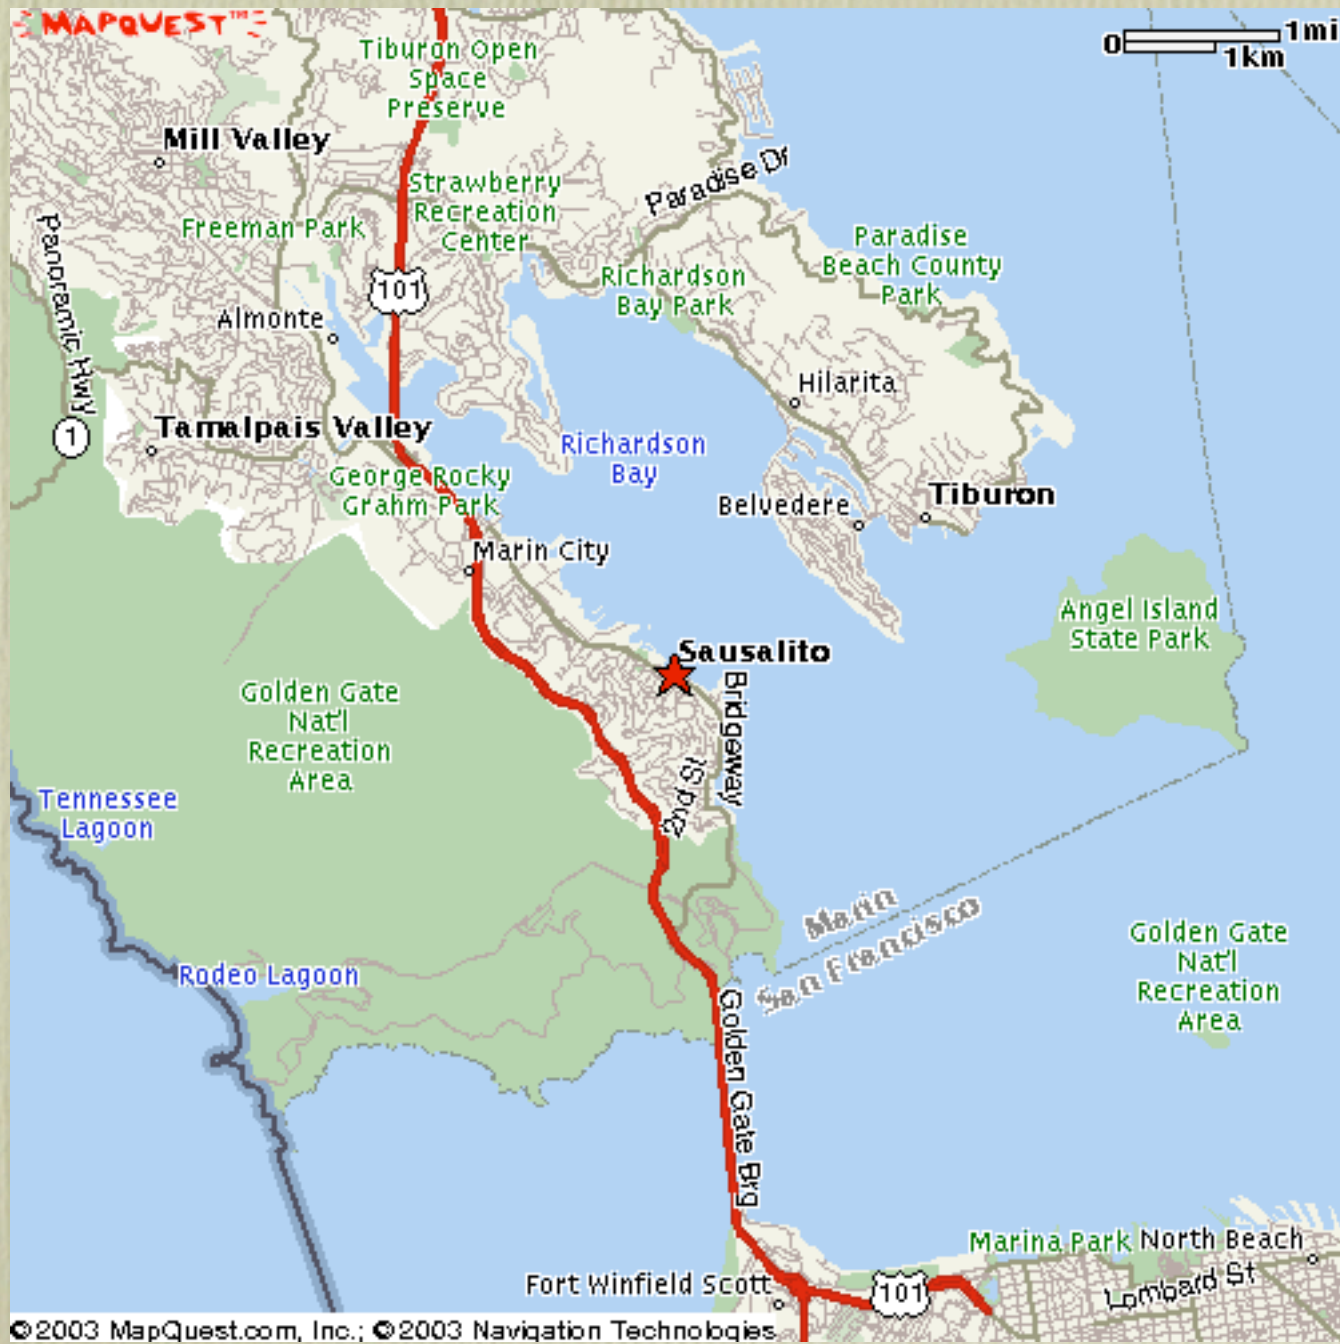 MAPQUEST™
0 1mi
1km
Tiburon Open
Space
Preserve
Mill Valley
Paradise Dr
Strawberry
Recreation
Center
Freeman Park
Panoramic Hwy
Paradise
Beach County
Park
Richardson
Bay Park
101
Almonte
Hilarita
1
Tamalpais Valley
Richardson
Bay
George Rocky
Grahm Park
Belvedere
Tiburon
Marin City
Angel Island
State Park
Sausalito
Bridgeway
Golden Gate
Nat'l
Recreation
Area
2nd St
Tennessee
Lagoon
Marin
San Francisco
Golden Gate
Nat'l
Recreation
Area
Rodeo Lagoon
Golden Gate Brg
Marina Park
North Beach
Fort Winfield Scott
101
Lombard St
©2003 MapQuest.com, Inc.; ©2003 Navigation Technologies